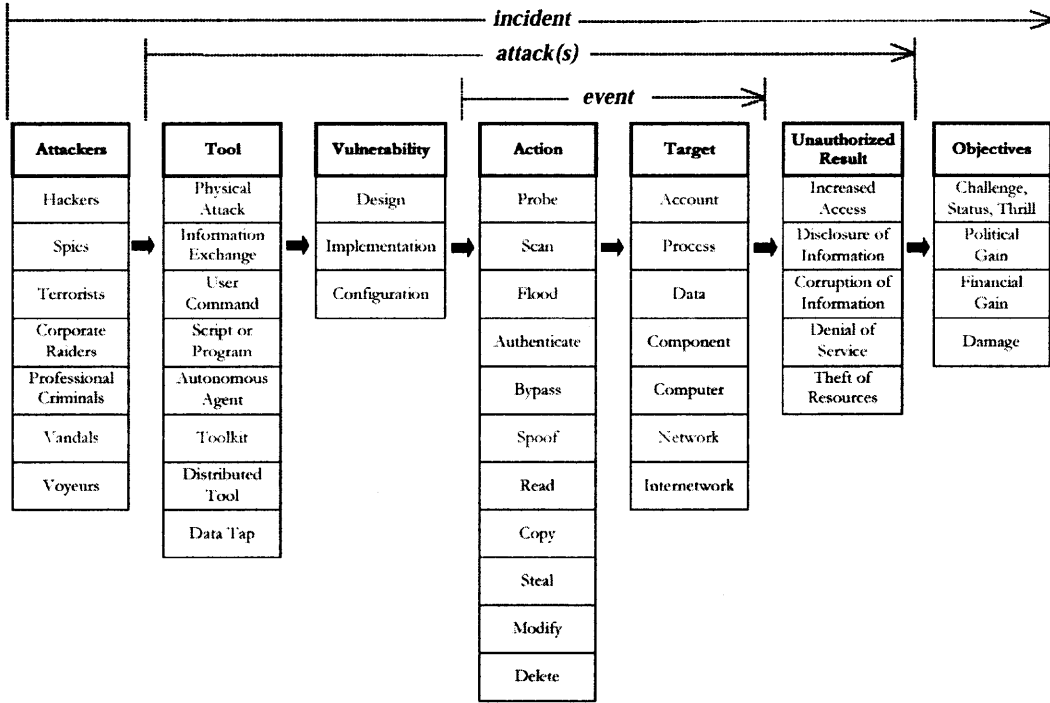 incident
attack(s)
event
Attackers
Hackers
Spies
Terrorists
Corporate
Raiders
Professional
Criminals
Vandals
Voyeurs
Tool
Physical
Attack
Information
Exchange
User
Command
Script or
Program
Autonomous
Agent
Toolkit
Distributed
Tool
Data Tap
Vulnerability
Design
Implementation
Configuration
Action
Probe
Scan
Flood
Authenticate
Bypass
Spoof
Read
Copy
Steal
Modify
Delete
Target
Account
Process
Data
Component
Computer
Network
Internetwork
Unauthorized
Result
Increased
Access
Disclosure of
Information
Corruption of
Information
Denial of
Service
Theft of
Resources
Objectives
Challenge,
Status, Thrill
Political
Gain
Financial
Gain
Damage